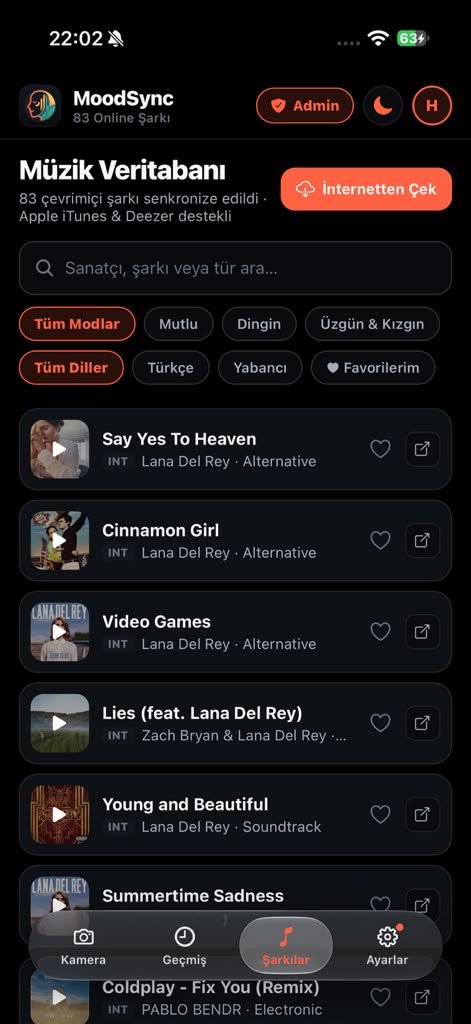 22:02
63
MoodSync
83 Online Şarkı
Admin
H
Müzik Veritabanı
83 çevrimiçi şarkı senkronize edildi ·
Apple iTunes & Deezer destekli
İnternetten Çek
Sanatçı, şarkı veya tür ara...
Tüm Modlar
Mutlu
Dingin
Üzgün & Kızgın
Tüm Diller
Türkçe
Yabancı
Favorilerim
Say Yes To Heaven
INT Lana Del Rey · Alternative
Cinnamon Girl
INT Lana Del Rey · Alternative
LANA DEL REY
Video Games
INT Lana Del Rey · Alternative
Lies (feat. Lana Del Rey)
INT Zach Bryan & Lana Del Rey ·...
Young and Beautiful
INT Lana Del Rey · Soundtrack
LANA DEL REY
Summertime Sadness
Kamera
Geçmiş
Şarkılar
Ayarlar
Coldplay - Fix You (Remix)
INT PABLO BENDR · Electronic